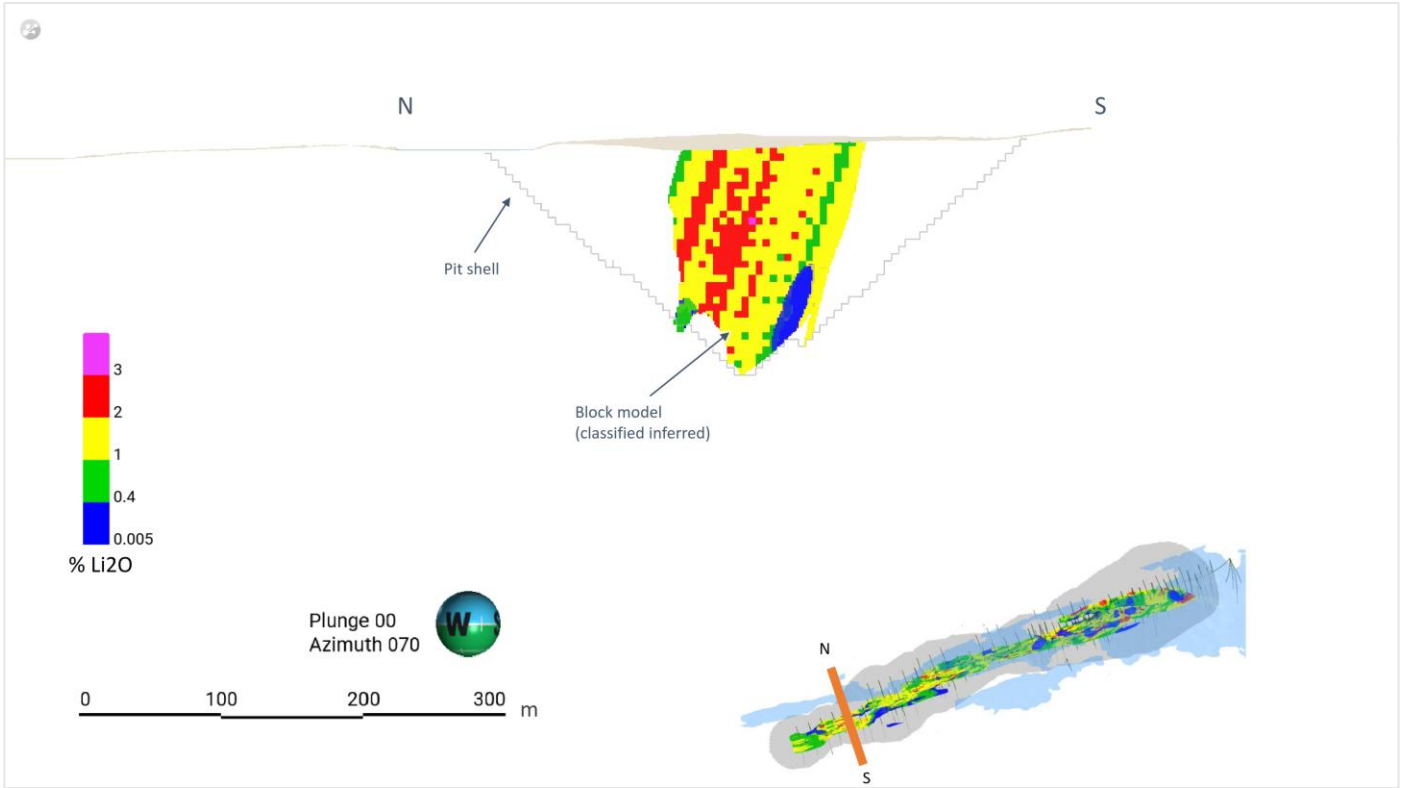 N
S
Pit shell
Block model
(classified inferred)
3
2
1
0.4
0.005
% Li2O
Plunge 00
Azimuth 070
W S
0 100 200 300 m
N
S